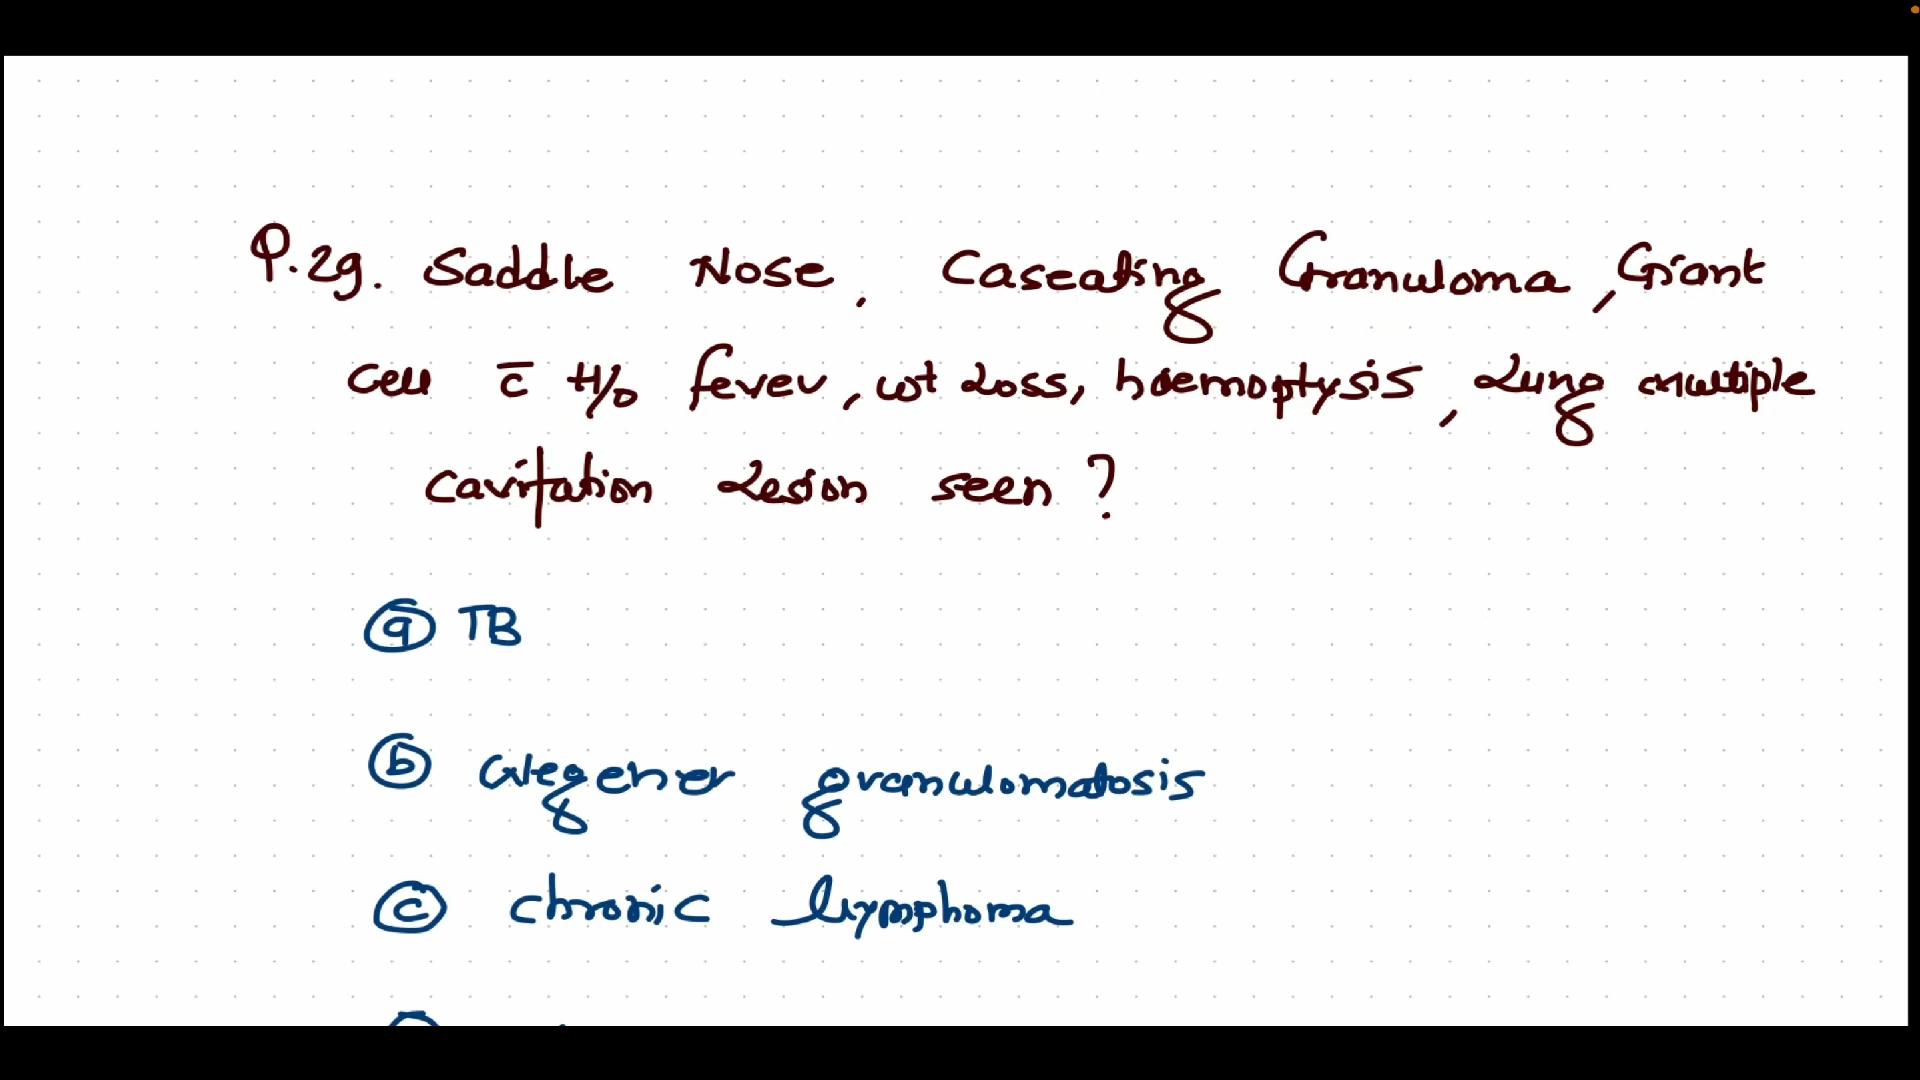 Q.29. Saddle Nose, Caseating Granuloma, Giant
Cell c̅ H/o fever, wt Loss, haemoptysis, Lung multiple
cavitation Lesion seen?
(a) TB
(b) Wegener granulomatosis
(c) chronic lymphoma